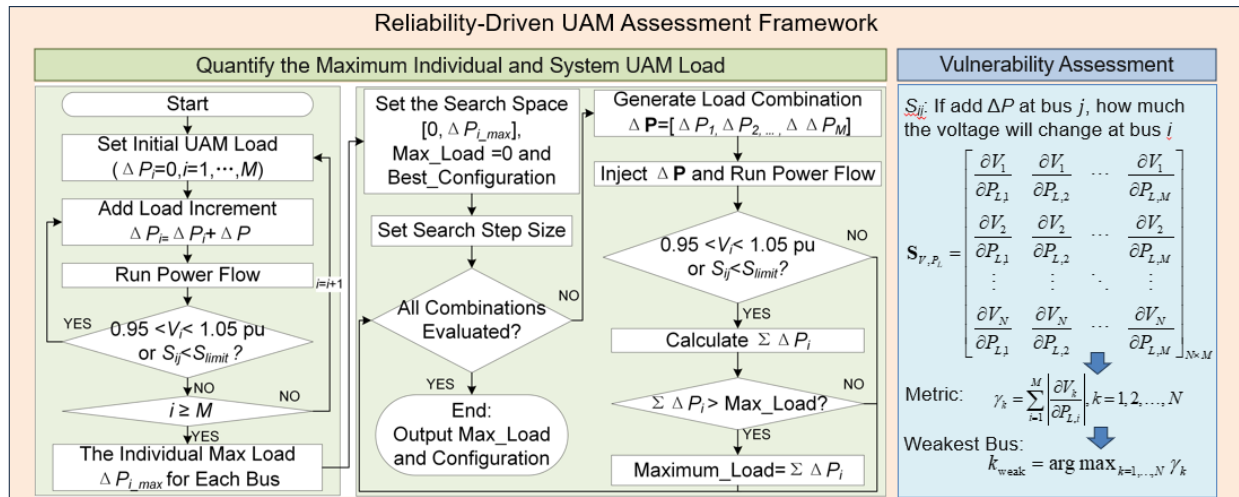 Reliability-Driven UAM Assessment Framework
Quantify the Maximum Individual and System UAM Load
Start
Set Initial UAM Load
(ΔPi=0,i=1,⋯,M)
Add Load Increment
ΔPi=ΔPi+ΔP
Run Power Flow
i=i+1
YES
0.95 <Vi< 1.05 pu
or Sij<Slimit?
NO
NO
i ≥ M
YES
The Individual Max Load
ΔPi_max for Each Bus
Set the Search Space
[0, ΔPi_max],
Max_Load =0 and
Best_Configuration
Set Search Step Size
NO
All Combinations
Evaluated?
YES
End:
Output Max_Load
and Configuration
Generate Load Combination
ΔP=[ΔP1, ΔP2, ..., ΔΔPM]
Inject ΔP and Run Power Flow
NO
0.95 <Vi< 1.05 pu
or Sij<Slimit?
YES
Calculate ΣΔPi
NO
ΣΔPi > Max_Load?
YES
Maximum_Load= ΣΔPi
Vulnerability Assessment
Sij: If add ΔP at bus j, how much
the voltage will change at bus i
∂V1/∂PL,1 ∂V1/∂PL,2 ⋯ ∂V1/∂PL,M
∂V2/∂PL,1 ∂V2/∂PL,2 ⋯ ∂V2/∂PL,M
SV,PL = ⋮ ⋮ ⋱ ⋮
∂VN/∂PL,1 ∂VN/∂PL,2 ⋯ ∂VN/∂PL,M
N×M
Metric: γk = Σ i=1 M |∂Vk/∂PL,i|, k = 1, 2, ..., N
Weakest Bus:
kweak = arg max k=1,...,N γk